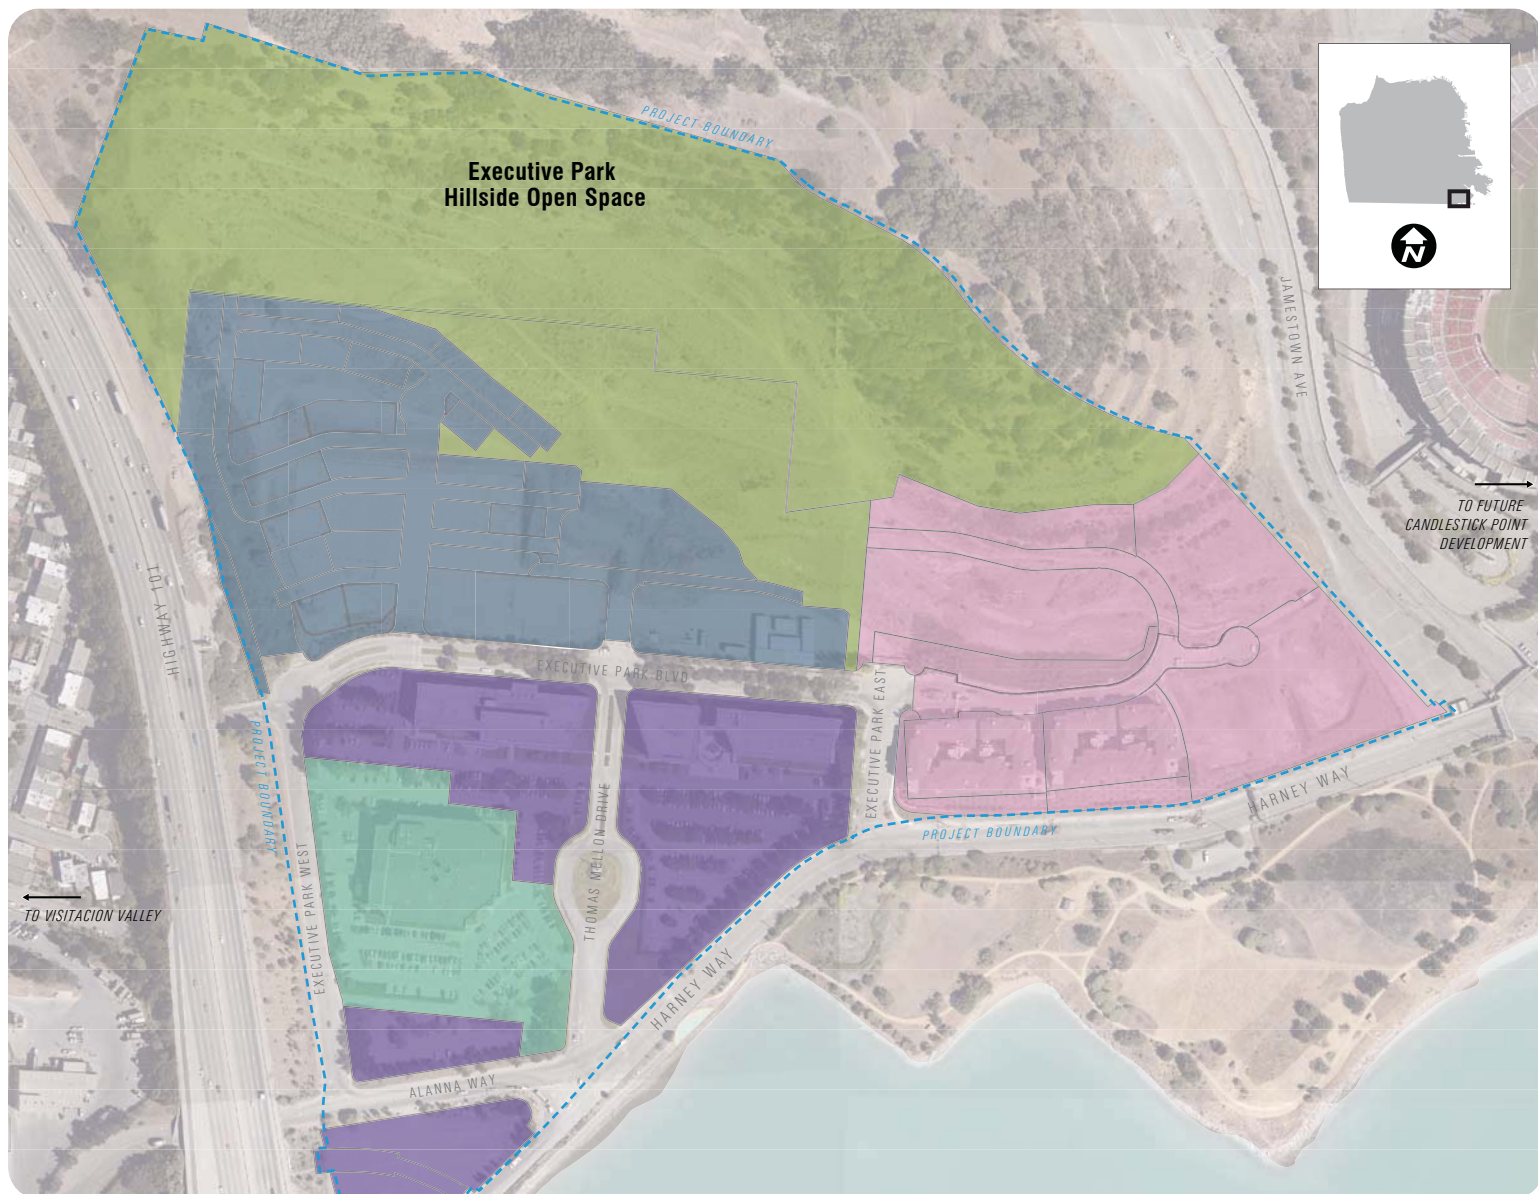 PROJECT BOUNDARY
Executive Park
Hillside Open Space
N
JAMESTOWN AVE
TO FUTURE
CANDLESTICK POINT
DEVELOPMENT
HIGHWAY 101
EXECUTIVE PARK BLVD
EXECUTIVE PARK EAST
PROJECT BOUNDARY
THOMAS MELLON DRIVE
HARNEY WAY
PROJECT BOUNDARY
EXECUTIVE PARK WEST
TO VISITACION VALLEY
HARNEY WAY
ALANNA WAY